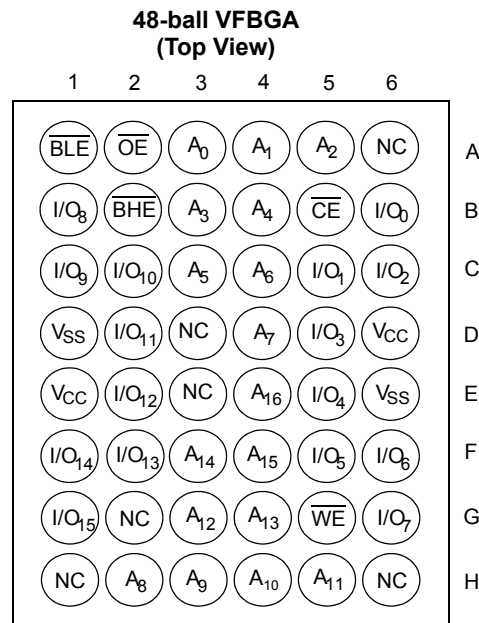 48-ball VFBGA
(Top View)
1 2 3 4 5 6
BLE OE A0 A1 A2 NC A
I/O8 BHE A3 A4 CE I/O0 B
I/O9 I/O10 A5 A6 I/O1 I/O2 C
VSS I/O11 NC A7 I/O3 VCC D
VCC I/O12 NC A16 I/O4 VSS E
I/O14 I/O13 A14 A15 I/O5 I/O6 F
I/O15 NC A12 A13 WE I/O7 G
NC A8 A9 A10 A11 NC H